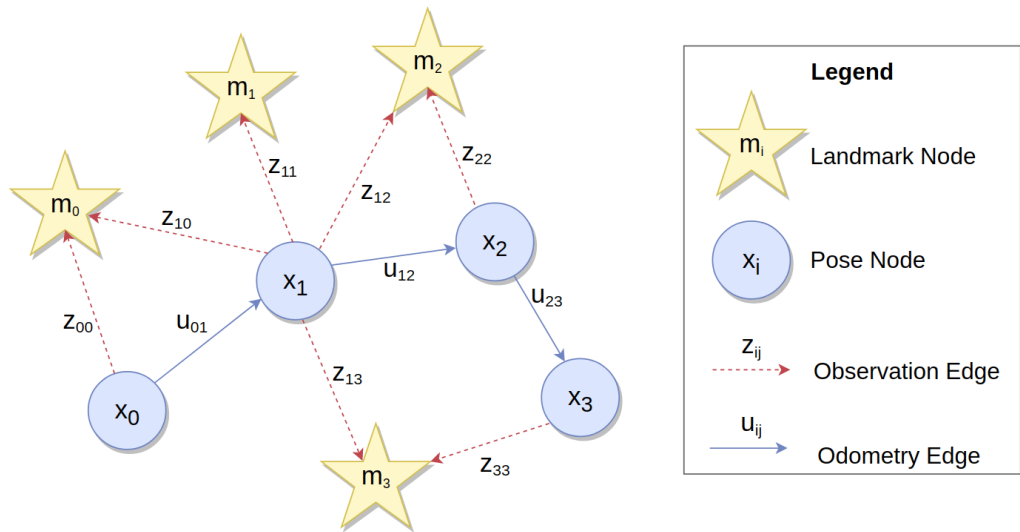 m₂
m₁
z₁₁
z₂₂
z₁₂
m₀
z₁₀
x₂
x₁
u₁₂
u₂₃
z₀₀
u₀₁
z₁₃
x₃
x₀
m₃
z₃₃
Legend
mᵢ
Landmark Node
xᵢ
Pose Node
zᵢⱼ
Observation Edge
uᵢⱼ
Odometry Edge